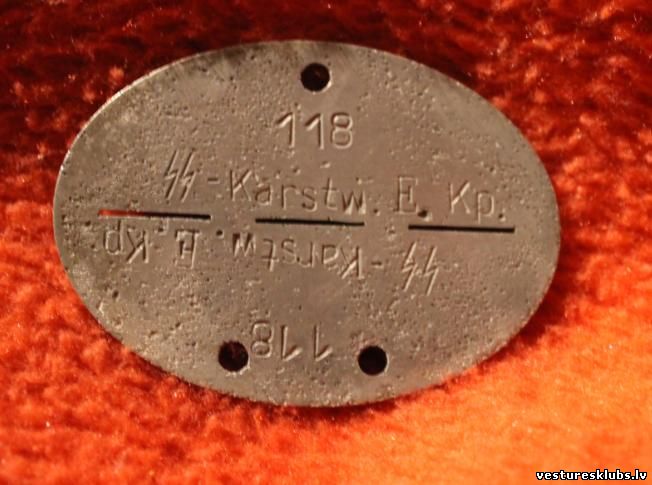 118
ᛋᛋ-Karstw. E. Kp.
ᛋᛋ-Karstw. E. Kp.
118
vesturesklubs.lv